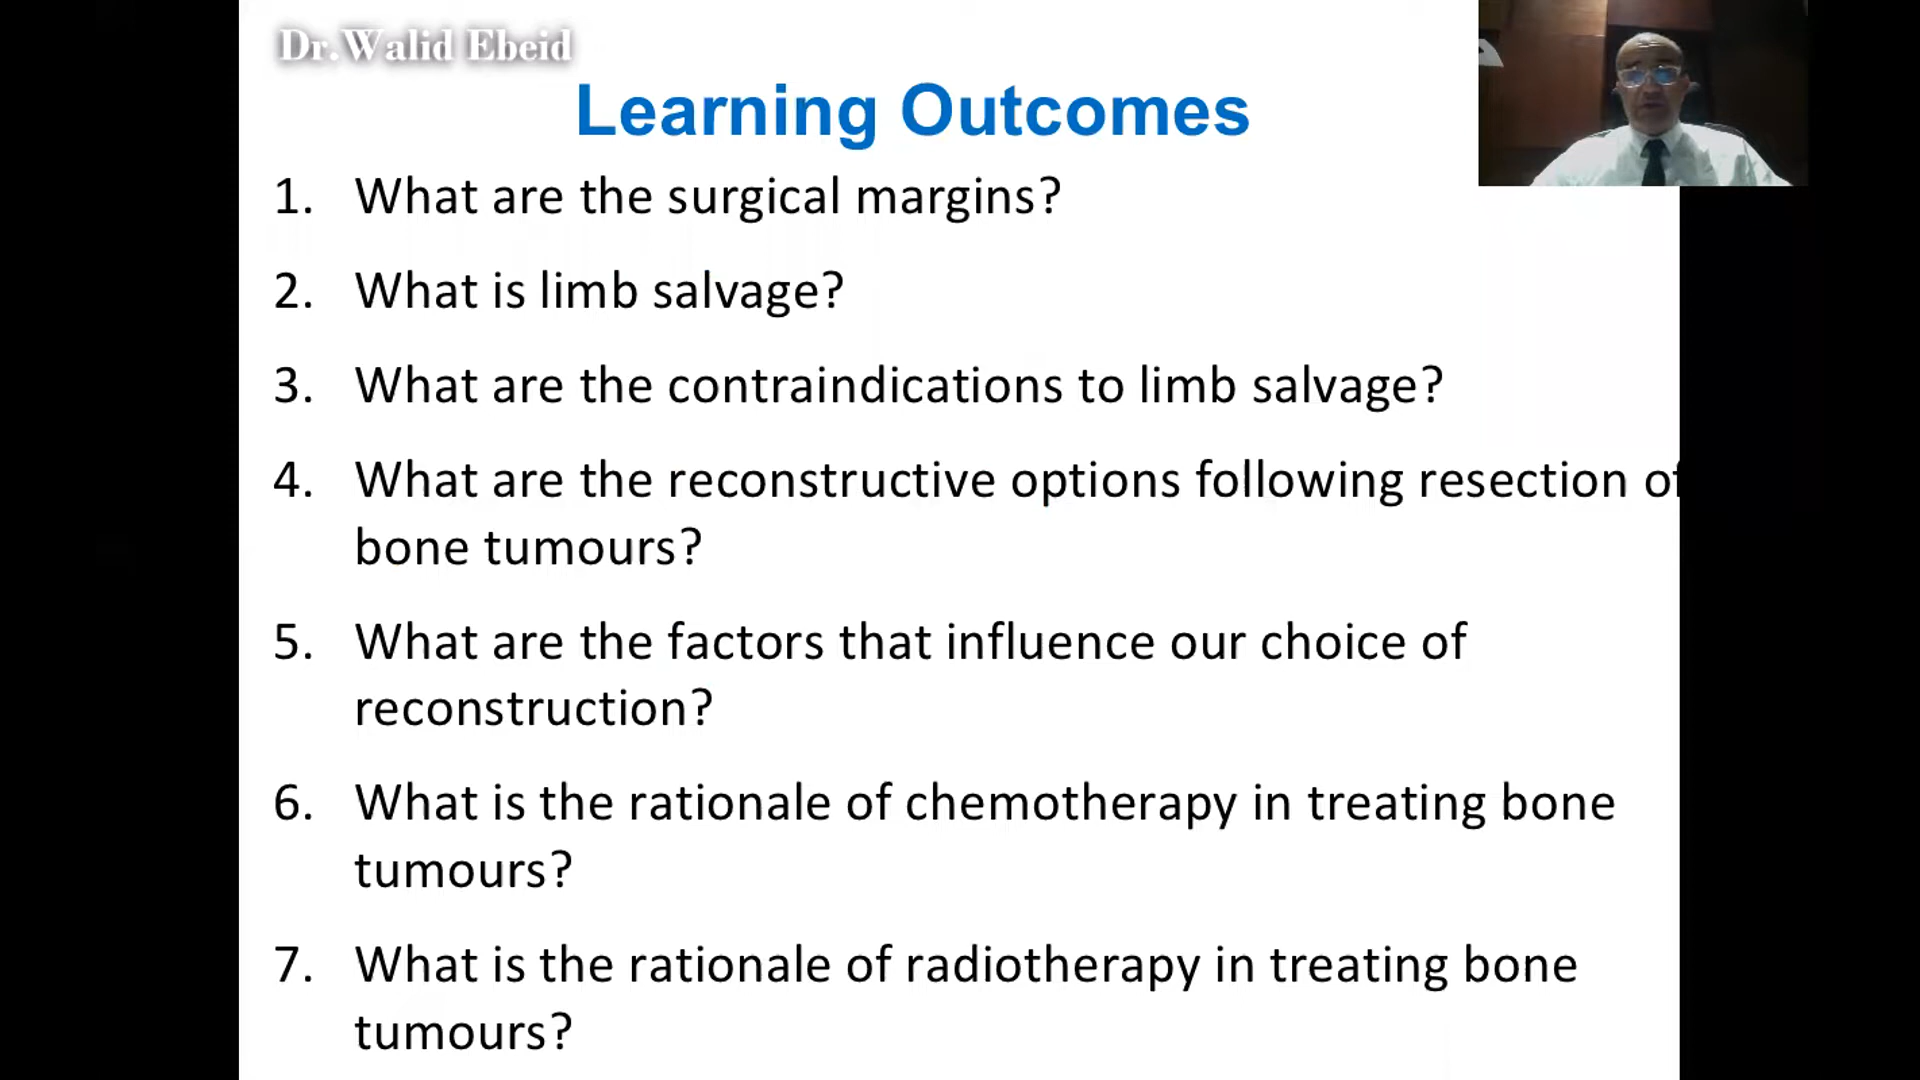 Dr.Walid Ebeid
Learning Outcomes
1. What are the surgical margins?
2. What is limb salvage?
3. What are the contraindications to limb salvage?
4. What are the reconstructive options following resection of
bone tumours?
5. What are the factors that influence our choice of
reconstruction?
6. What is the rationale of chemotherapy in treating bone
tumours?
7. What is the rationale of radiotherapy in treating bone
tumours?